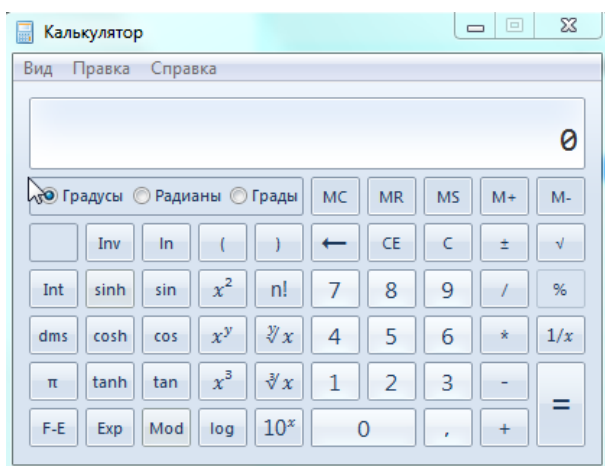 Калькулятор
Вид Правка Справка
0
Градусы Радианы Грады MC MR MS M+ M-
Inv ln ( ) ← CE C ± √
Int sinh sin x² n! 7 8 9 / %
dms cosh cos xʸ ʸ√x 4 5 6 * 1/x
π tanh tan x³ ³√x 1 2 3 - =
F-E Exp Mod log 10ˣ 0 , +